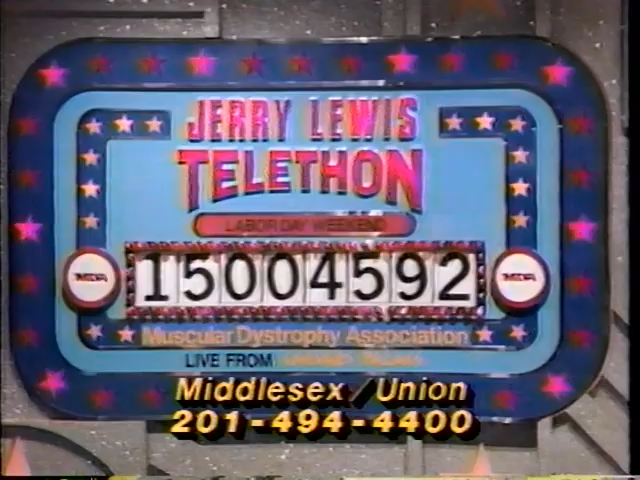 JERRY LEWIS
TELETHON
LABOR DAY WEEKEND
MDA 15004592 MDA
Muscular Dystrophy Association
LIVE FROM
Middlesex/Union
201-494-4400